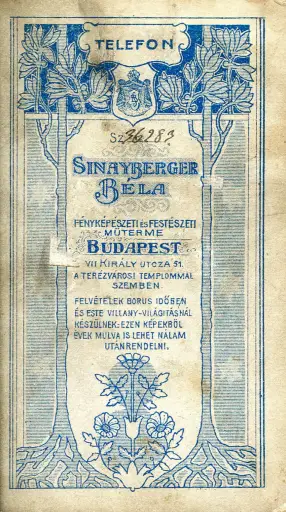 TELEFON
Sz. 36283
SINAYBERGER
BÉLA
FÉNYKÉPÉSZETI ÉS FESTÉSZETI
MŰTERME
BUDAPEST
VII KIRÁLY UTCZA 51.
A TERÉZVÁROSI TEMPLOMMAL
SZEMBEN
FELVÉTELEK BORUS IDŐBEN
ÉS ESTE VILLANY-VILÁGITÁSNÁL
KÉSZÜLNEK: EZEN KÉPEKBŐL
ÉVEK MULVA IS LEHET NÁLAM
UTÁNRENDELNI.